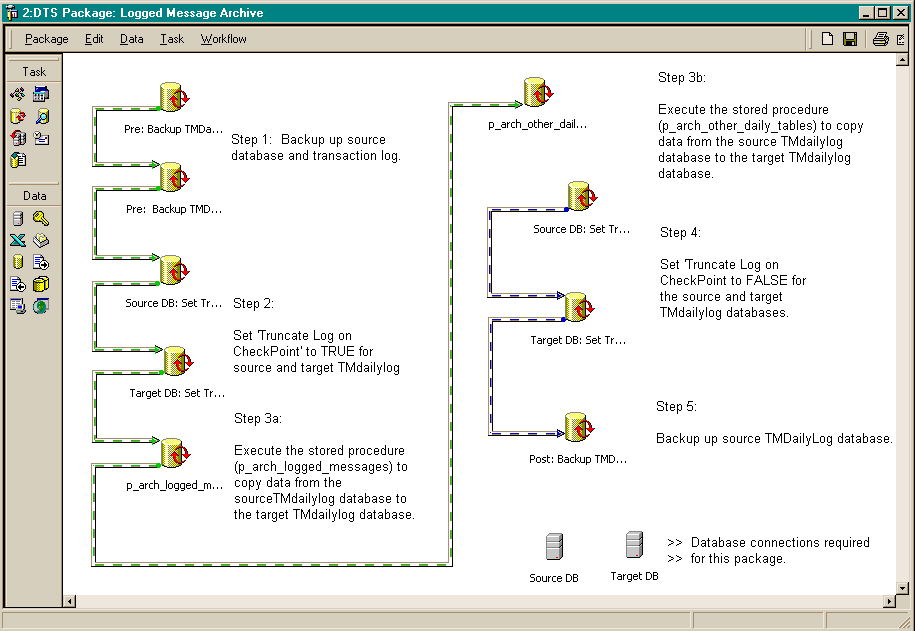 2:DTS Package: Logged Message Archive
Package Edit Data Task Workflow
Task
Data
Pre: Backup TMDa...
Step 1: Backup up source
database and transaction log.
Pre: Backup TMD...
Source DB: Set Tr...
Step 2:
Set 'Truncate Log on
CheckPoint' to TRUE for
source and target TMdailylog
Target DB: Set Tr...
Step 3a:
Execute the stored procedure
(p_arch_logged_messages) to
copy data from the
sourceTMdailylog database to
the target TMdailylog database.
p_arch_logged_m...
p_arch_other_dail...
Step 3b:
Execute the stored procedure
(p_arch_other_daily_tables) to copy
data from the source TMdailylog
database to the target TMdailylog
database.
Source DB: Set Tr...
Step 4:
Set 'Truncate Log on
CheckPoint to FALSE for
the source and target
TMdailylog databases.
Target DB: Set Tr...
Step 5:
Backup up source TMDailyLog database.
Post: Backup TMD...
Source DB
Target DB
>> Database connections required
>> for this package.